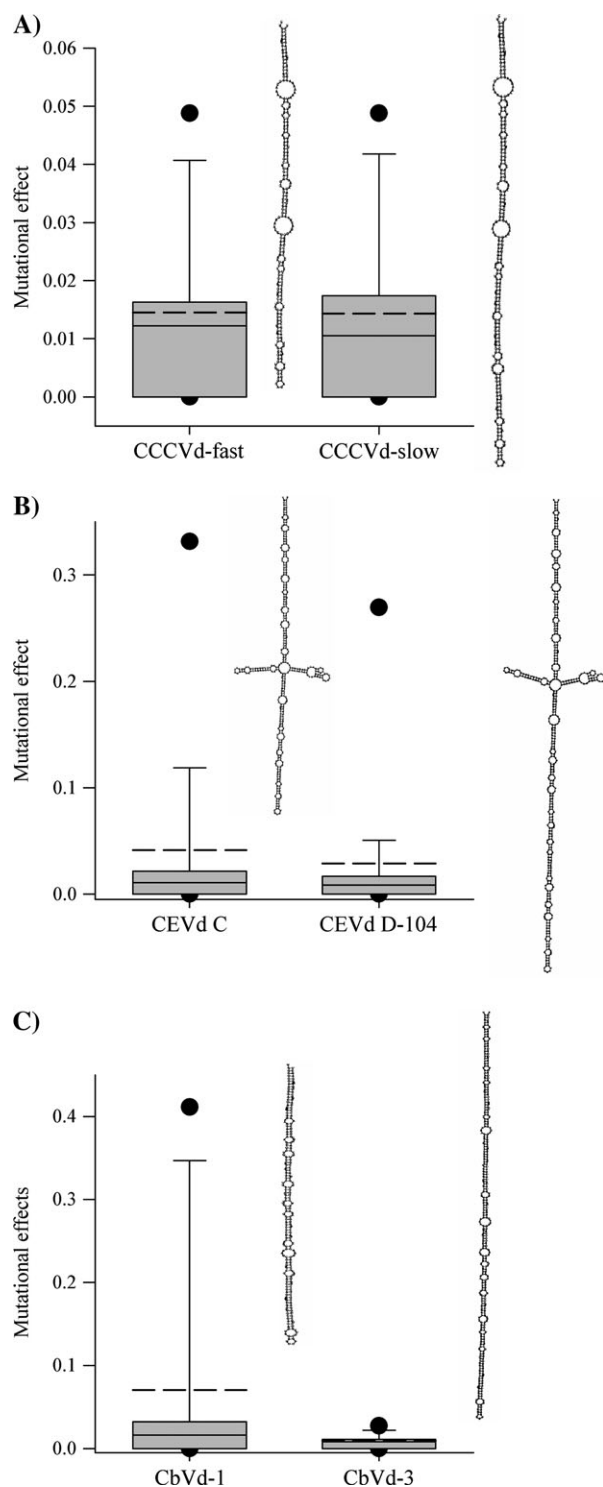 A)
0.06
0.05
0.04
0.03
0.02
0.01
0.00
Mutational effect
CCCVd-fast CCCVd-slow
B)
0.3
0.2
0.1
0.0
Mutational effect
CEVd C CEVd D-104
C)
0.4
0.3
0.2
0.1
0.0
Mutational effects
CbVd-1 CbVd-3